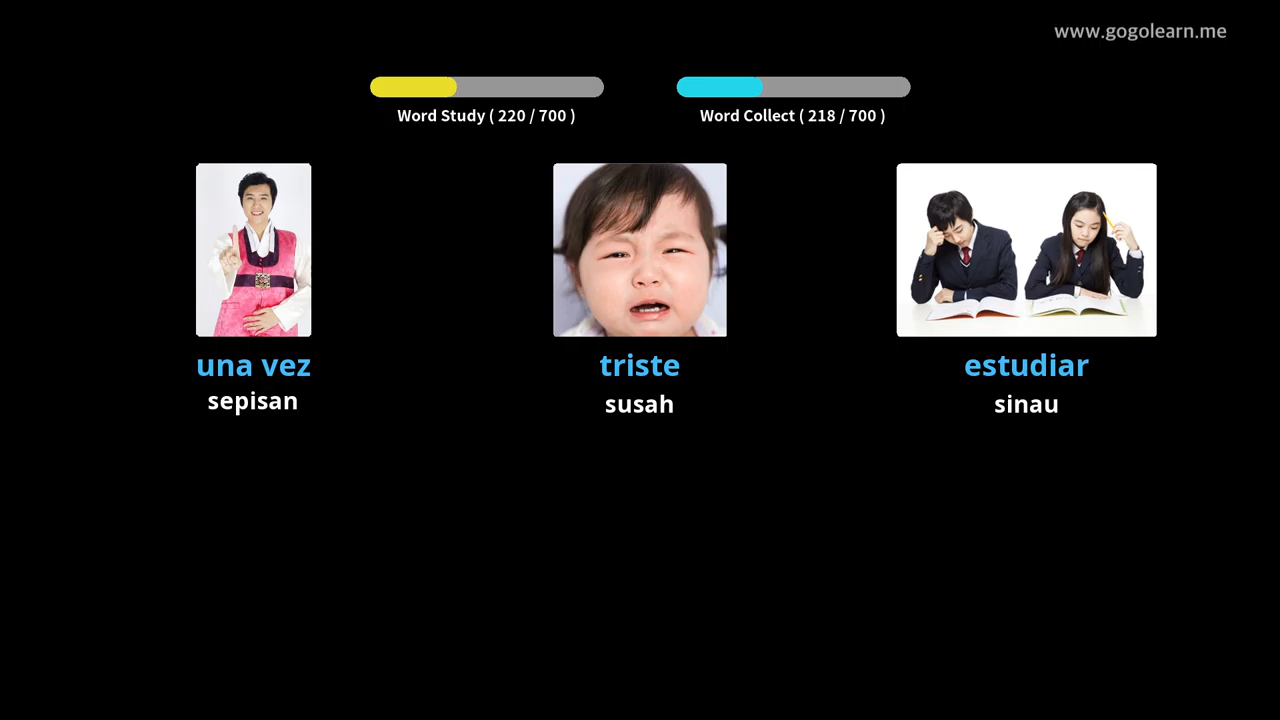 www.gogolearn.me
Word Study ( 220 / 700 )
Word Collect ( 218 / 700 )
una vez
sepisan
triste
susah
estudiar
sinau